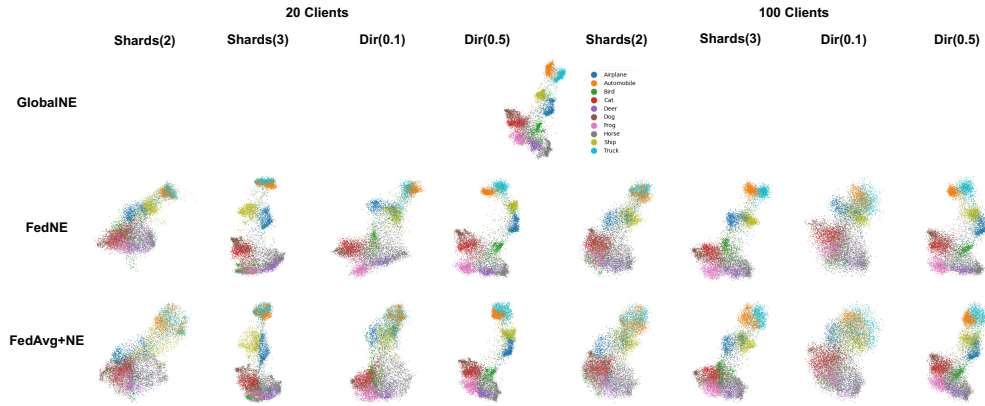 20 Clients 100 Clients
Shards(2) Shards(3) Dir(0.1) Dir(0.5) Shards(2) Shards(3) Dir(0.1) Dir(0.5)
GlobalNE
Airplane
Automobile
Bird
Cat
Deer
Dog
Frog
Horse
Ship
Truck
FedNE
FedAvg+NE